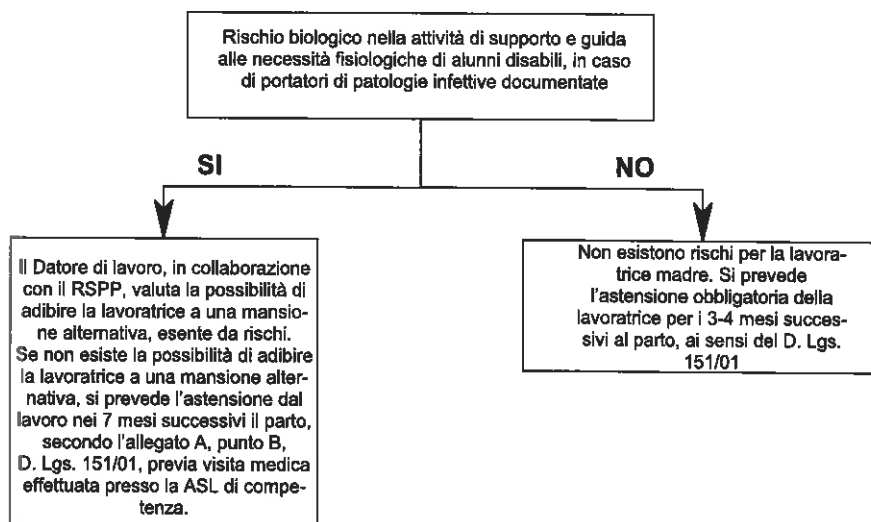 Rischio biologico nella attività di supporto e guida
alle necessità fisiologiche di alunni disabili, in caso
di portatori di patologie infettive documentate
SI
NO
Il Datore di lavoro, in collaborazione
con il RSPP, valuta la possibilità di
adibire la lavoratrice a una mansio-
ne alternativa, esente da rischi.
Se non esiste la possibilità di adibire
la lavoratrice a una mansione alter-
nativa, si prevede l'astensione dal
lavoro nei 7 mesi successivi il parto,
secondo l'allegato A, punto B,
D. Lgs. 151/01, previa visita medica
effettuata presso la ASL di compe-
tenza.
Non esistono rischi per la lavora-
trice madre. Si prevede
l'astensione obbligatoria della
lavoratrice per i 3-4 mesi succes-
sivi al parto, ai sensi del D. Lgs.
151/01